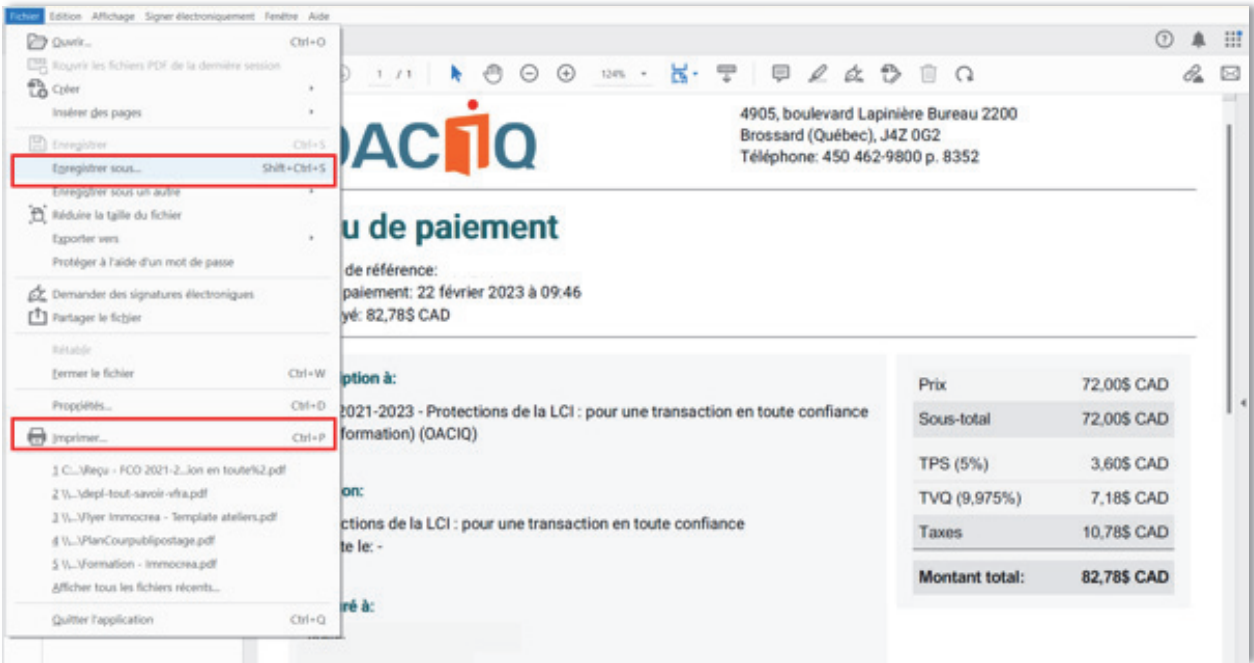 Fichier Edition Affichage Signer électroniquement Fenêtre Aide
Ouvrir... Ctrl+O
Rouvrir les fichiers PDF de la dernière session
Créer
Insérer des pages
Enregistrer Ctrl+S
Enregistrer sous... Shift+Ctrl+S
Enregistrer sous un autre
Réduire la taille du fichier
Exporter vers
Protéger à l'aide d'un mot de passe
Demander des signatures électroniques
Partager le fichier
Rétablir
Fermer le fichier Ctrl+W
Propriétés... Ctrl+D
Imprimer... Ctrl+P
1 C:...\Reçu - FCO 2021-2...ion en toute%2.pdf
2 \\...\depl-tout-savoir-vfra.pdf
3 \\...\Flyer Immocrea - Template ateliers.pdf
4 \\...\PlanCourpublipostage.pdf
5 \\...\Formation - Immocrea.pdf
Afficher tous les fichiers récents...
Quitter l'application Ctrl+Q
1 / 1 124%
OACIQ
4905, boulevard Lapinière Bureau 2200
Brossard (Québec), J4Z 0G2
Téléphone: 450 462-9800 p. 8352
u de paiement
de référence:
paiement: 22 février 2023 à 09:46
yé: 82,78$ CAD
ption à:
2021-2023 - Protections de la LCI : pour une transaction en toute confiance
formation) (OACIQ)
on:
ctions de la LCI : pour une transaction en toute confiance
te le: -
ré à:
Prix 72,00$ CAD
Sous-total 72,00$ CAD
TPS (5%) 3,60$ CAD
TVQ (9,975%) 7,18$ CAD
Taxes 10,78$ CAD
Montant total: 82,78$ CAD